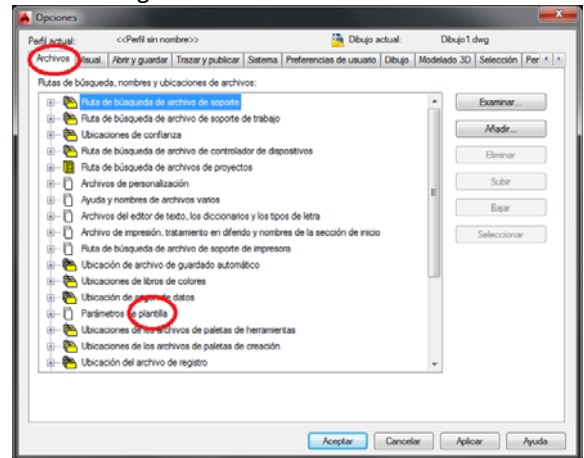 Opciones
Perfil actual: <<Perfil sin nombre>> Dibujo actual: Dibujo1.dwg
Archivos Visual. Abrir y guardar Trazar y publicar Sistema Preferencias de usuario Dibujo Modelado 3D Selección Per
Rutas de búsqueda, nombres y ubicaciones de archivos:
Ruta de búsqueda de archivo de soporte
Ruta de búsqueda de archivo de soporte de trabajo
Ubicaciones de confianza
Ruta de búsqueda de archivo de controlador de dispositivos
Ruta de búsqueda de archivos de proyectos
Archivos de personalización
Ayuda y nombres de archivos varios
Archivos del editor de texto, los diccionarios y los tipos de letra
Archivo de impresión, tratamiento en diferido y nombres de la sección de inicio
Ruta de búsqueda de archivo de soporte de impresora
Ubicación de archivo de guardado automático
Ubicaciones de libros de colores
Ubicación de datos
Parámetros de plantilla
Ubicaciones de los archivos de paletas de herramientas
Ubicaciones de los archivos de paletas de creación
Ubicación del archivo de registro
Examinar...
Añadir...
Eliminar
Subir
Bajar
Seleccionar
Aceptar Cancelar Aplicar Ayuda